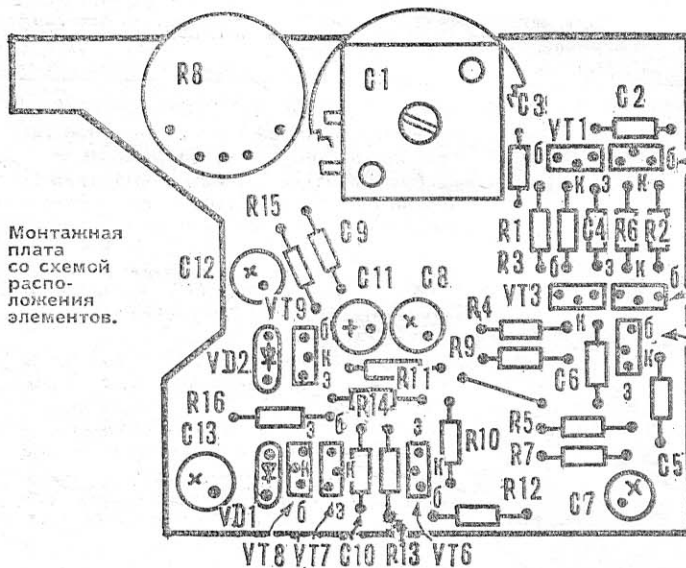 R8
C1
C3
C2
VT1
б
б
к
э
к
Монтажная
плата
со схемой
распо-
ложения
элементов.
R15
C9
R1
C4
R6
R2
R3
C12
C11
C8
б
э
к
б
VT9
VT3
R4
R9
VD2
б
к
э
R11
к
э
C6
б
к
э
R16
R14
C13
э
б
R10
R5
R7
C5
VD1
к
к
к
б
э
э
R12
C7
VT8 VT7 C10 R13 VT6